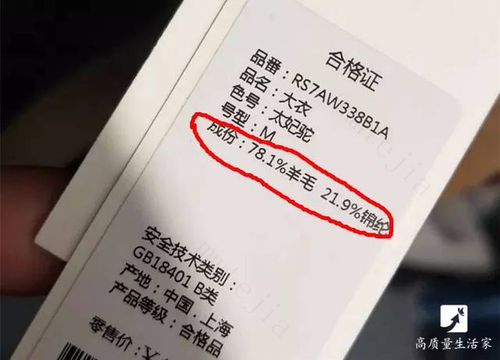 合格证
品番：RS7AW338B1A
品名：大衣
色号：太妃驼
号型：M
成份：78.1%羊毛 21.9%锦纶
安全技术类别：
GB18401 B类
产地：中国·上海
产品等级：合格品
零售价：
高质量生活家